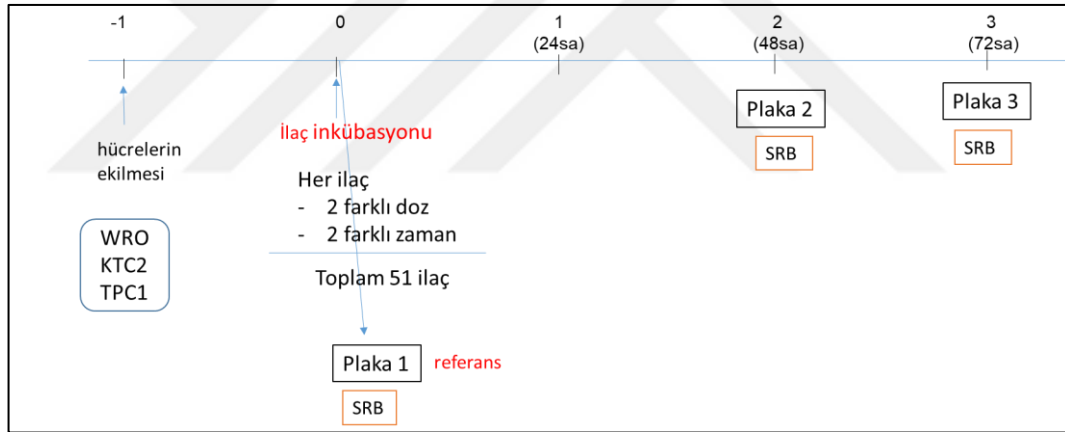 -1 0 1 2 3
(24sa) (48sa) (72sa)
hücrelerin
ekilmesi
WRO
KTC2
TPC1
İlaç inkübasyonu
Her ilaç
- 2 farklı doz
- 2 farklı zaman
Toplam 51 ilaç
Plaka 1 referans
SRB
Plaka 2
SRB
Plaka 3
SRB